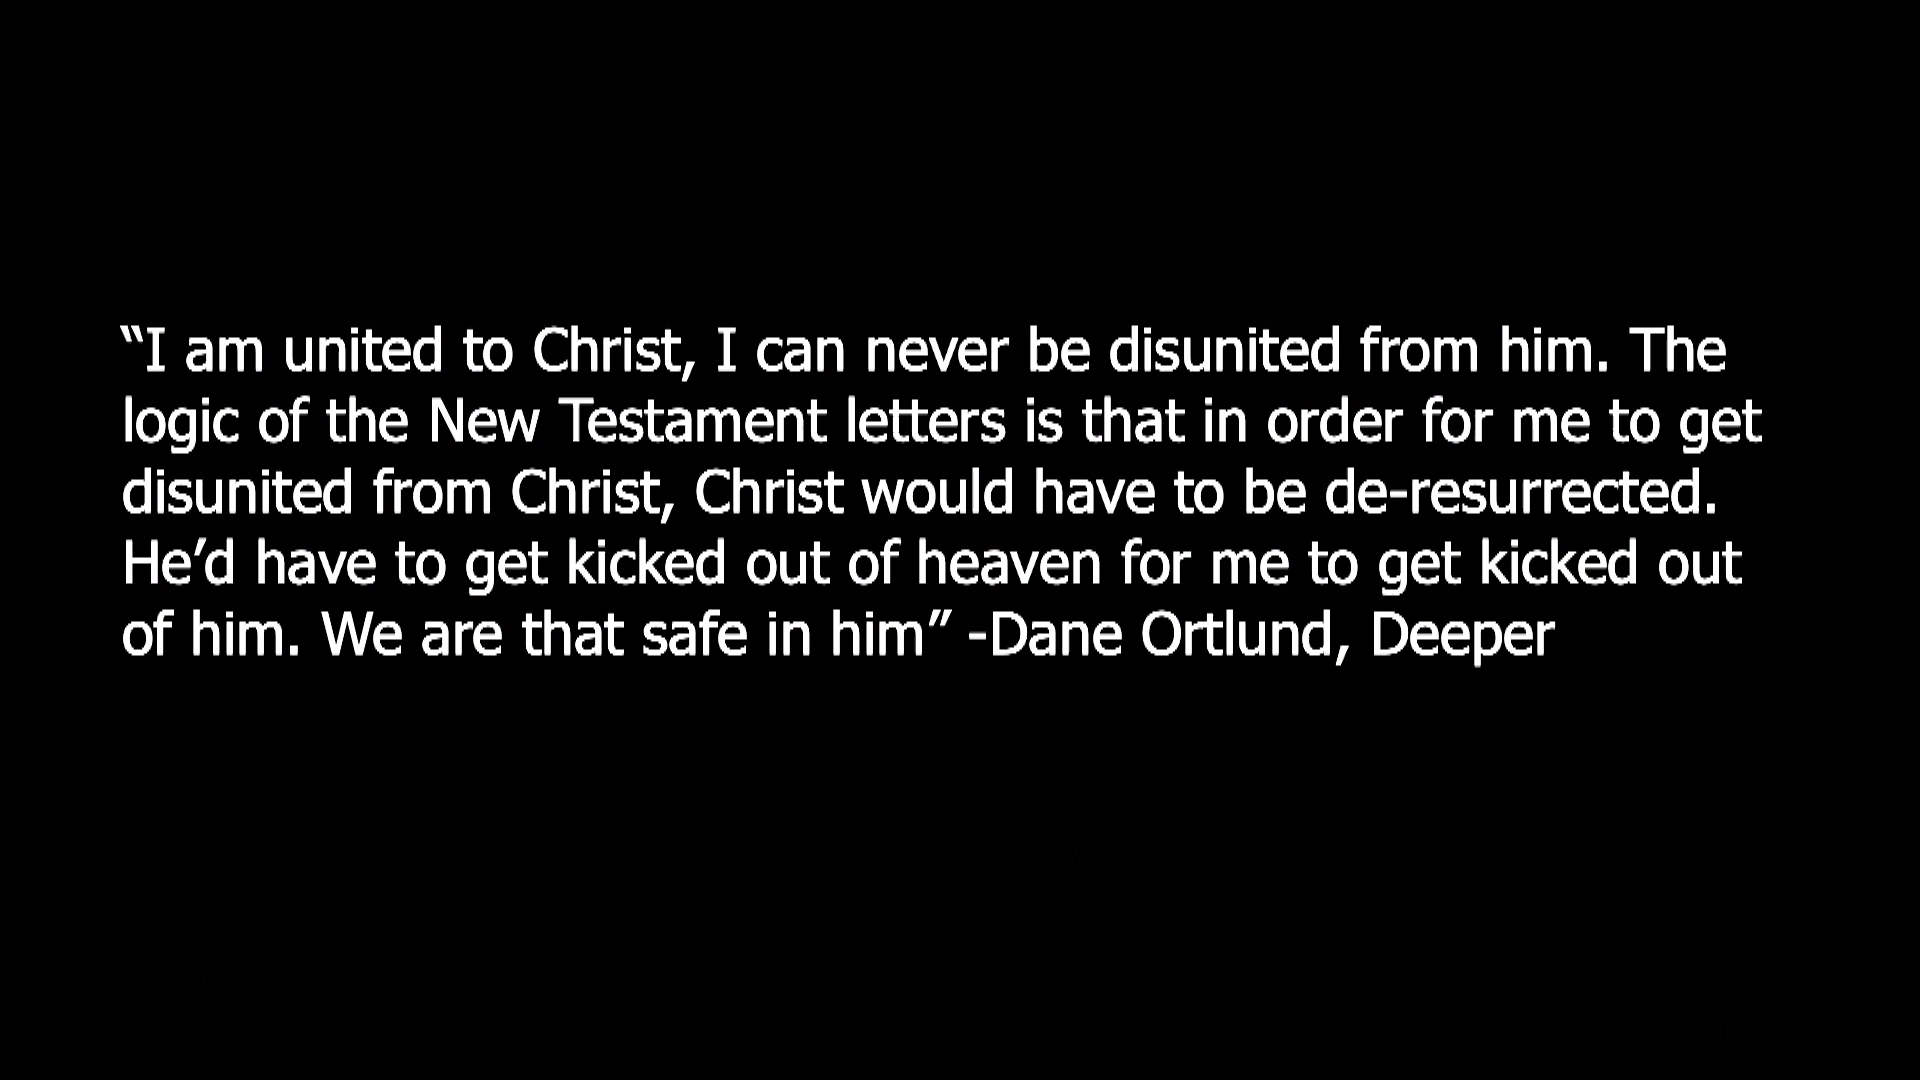 “I am united to Christ, I can never be disunited from him. The
logic of the New Testament letters is that in order for me to get
disunited from Christ, Christ would have to be de-resurrected.
He’d have to get kicked out of heaven for me to get kicked out
of him. We are that safe in him” -Dane Ortlund, Deeper